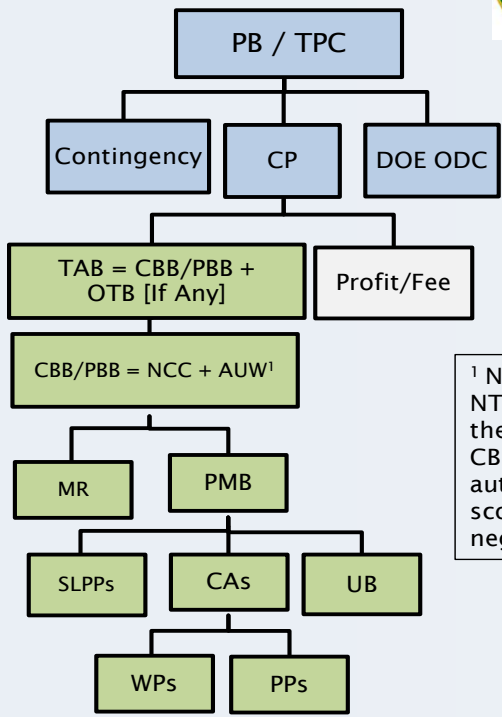 PB / TPC
Contingency
CP
DOE ODC
TAB = CBB/PBB +
OTB [If Any]
Profit/Fee
CBB/PBB = NCC + AUW¹
MR
PMB
SLPPs
CAs
UB
WPs
PPs
¹ N
NT
the
CB
aut
sco
neg